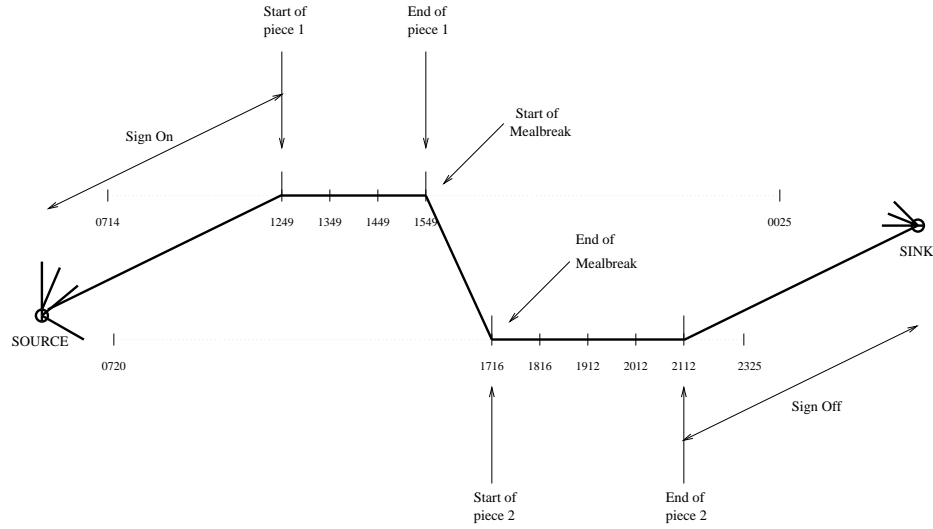 Start of
piece 1
End of
piece 1
Sign On
Start of
Mealbreak
0714
1249
1349
1449
1549
0025
End of
Mealbreak
SINK
SOURCE
0720
1716
1816
1912
2012
2112
2325
Sign Off
Start of
piece 2
End of
piece 2